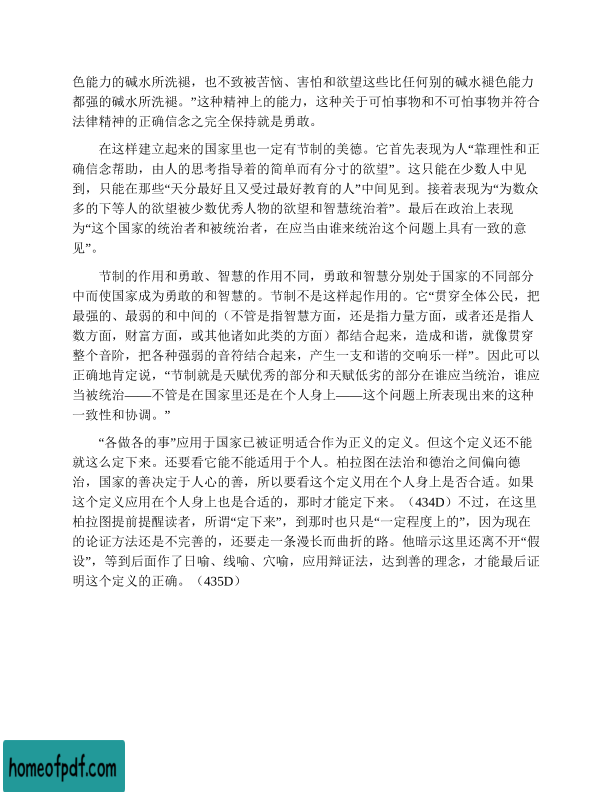 色能力的碱水所洗褪，也不致被苦恼、害怕和欲望这些比任何别的碱水褪色能力
都强的碱水所洗褪。”这种精神上的能力，这种关于可怕事物和不可怕事物并符合
法律精神的正确信念之完全保持就是勇敢。
在这样建立起来的国家里也一定有节制的美德。它首先表现为人“靠理性和正
确信念帮助，由人的思考指导着的简单而有分寸的欲望”。这只能在少数人中见
到，只能在那些“天分最好且又受过最好教育的人”中间见到。接着表现为“为数众
多的下等人的欲望被少数优秀人物的欲望和智慧统治着”。最后在政治上表现
为“这个国家的统治者和被统治者，在应当由谁来统治这个问题上具有一致的意
见”。
节制的作用和勇敢、智慧的作用不同，勇敢和智慧分别处于国家的不同部分
中而使国家成为勇敢的和智慧的。节制不是这样起作用的。它“贯穿全体公民，把
最强的、最弱的和中间的（不管是指智慧方面，还是指力量方面，或者还是指人
数方面，财富方面，或其他诸如此类的方面）都结合起来，造成和谐，就像贯穿
整个音阶，把各种强弱的音符结合起来，产生一支和谐的交响乐一样”。因此可以
正确地肯定说，“节制就是天赋优秀的部分和天赋低劣的部分在谁应当统治，谁应
当被统治——不管是在国家里还是在个人身上——这个问题上所表现出来的这种
一致性和协调。”
“各做各的事”应用于国家已被证明适合作为正义的定义。但这个定义还不能
就这么定下来。还要看它能不能适用于个人。柏拉图在法治和德治之间偏向德
治，国家的善决定于人心的善，所以要看这个定义用在个人身上是否合适。如果
这个定义应用在个人身上也是合适的，那时才能定下来。（434D）不过，在这里
柏拉图提前提醒读者，所谓“定下来”，到那时也只是“一定程度上的”，因为现在
的论证方法还是不完善的，还要走一条漫长而曲折的路。他暗示这里还离不开“假
设”，等到后面作了日喻、线喻、穴喻，应用辩证法，达到善的理念，才能最后证
明这个定义的正确。（435D）
homeofpdf.com